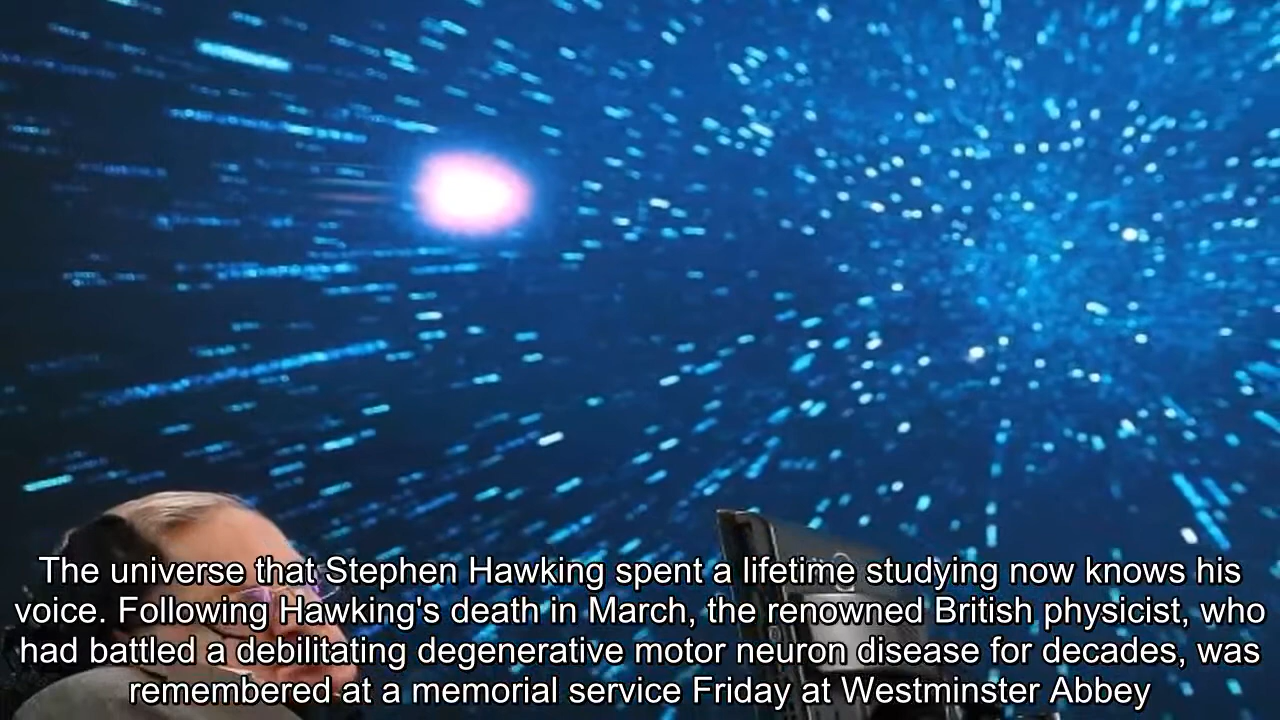 The universe that Stephen Hawking spent a lifetime studying now knows his
voice. Following Hawking's death in March, the renowned British physicist, who
had battled a debilitating degenerative motor neuron disease for decades, was
remembered at a memorial service Friday at Westminster Abbey